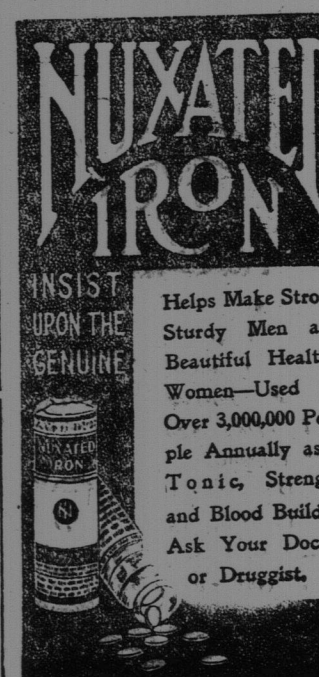 NUXATED
IRON
INSIST
UPON THE
GENUINE
NUXATED
IRON
Helps Make Stro
Sturdy Men a
Beautiful Healt
Women—Used
Over 3,000,000 Pe
ple Annually as
Tonic, Streng
and Blood Build
Ask Your Doc
or Druggist.